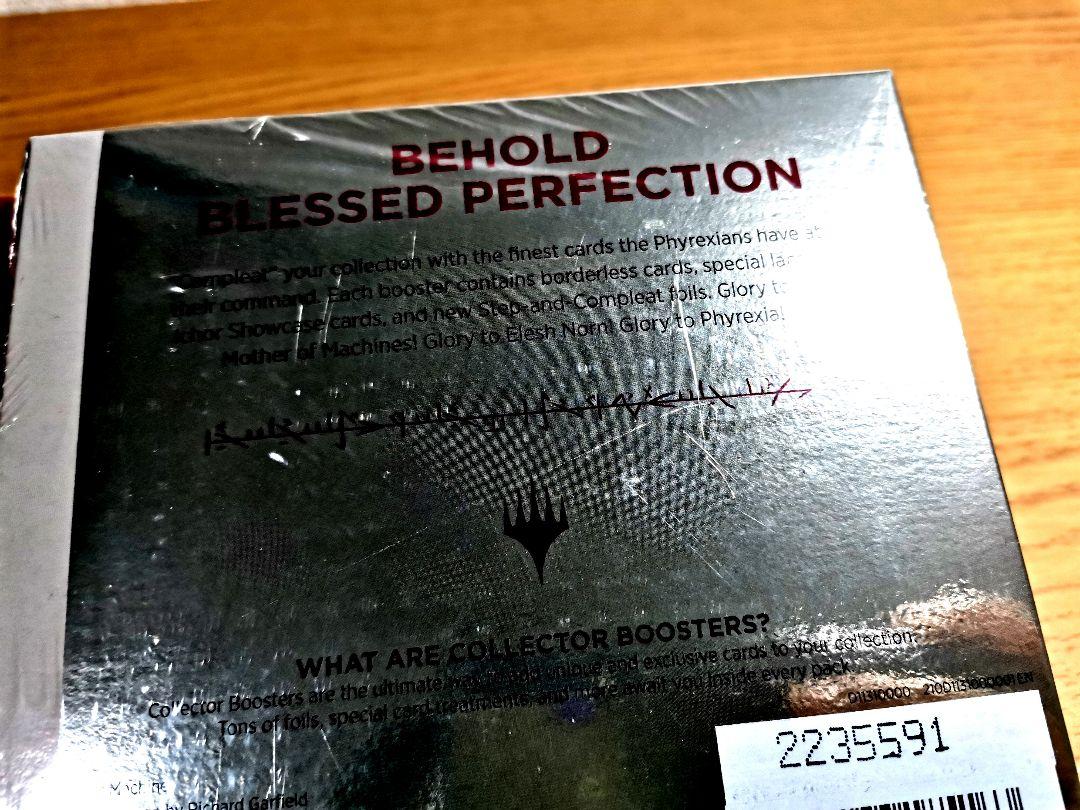 BEHOLD
BLESSED PERFECTION
"Compleat" your collection with the finest cards the Phyrexians have at
their command. Each booster contains borderless cards, special
ichor Showcase cards, and new Step-and-Compleat foils. Glory to
Mother of Machines! Glory to Elesh Norn! Glory to Phyrexia!
WHAT ARE COLLECTOR BOOSTERS?
Collector Boosters are the ultimate way to add unique and exclusive cards to your collection.
Tons of foils, special card treatments, and more await you inside every pack.
2235591
by Richard Garfield